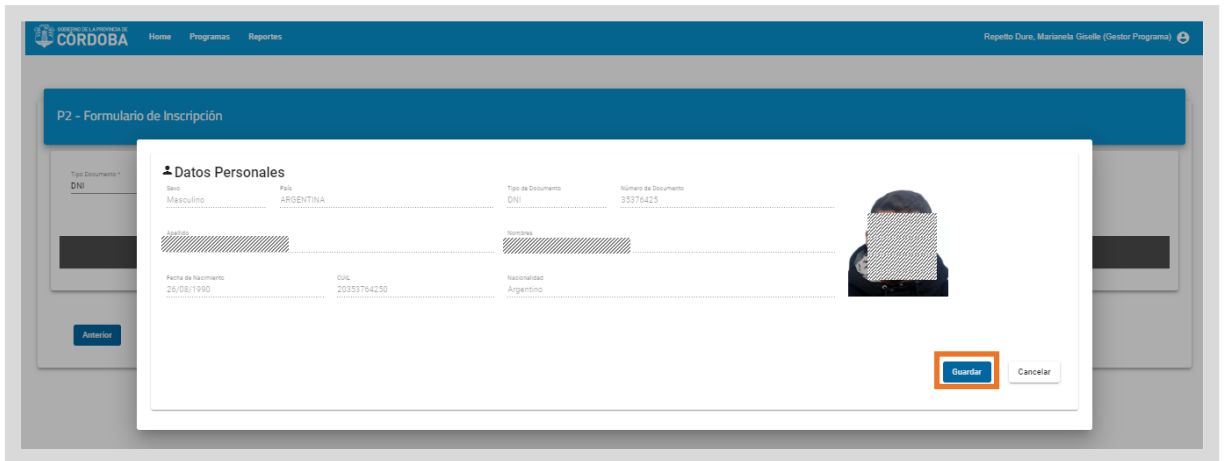 GOBIERNO DE LA PROVINCIA DE
CÓRDOBA
Home Programas Reportes
Repetto Dure, Marianela Giselle (Gestor Programa)
P2 - Formulario de Inscripción
Tipo Documento *
DNI
Datos Personales
Sexo País Tipo de Documento Número de Documento
Masculino ARGENTINA DNI 35376425
Apellido Nombres
Fecha de Nacimiento CUIL Nacionalidad
26/08/1990 20353764250 Argentino
Anterior
Guardar Cancelar